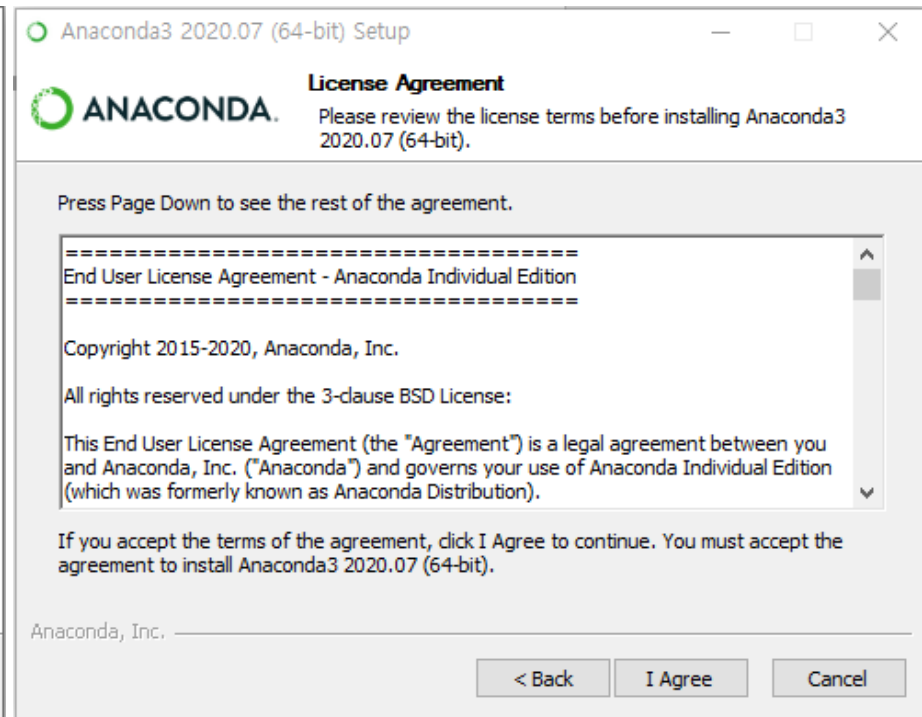 Anaconda3 2020.07 (64-bit) Setup
ANACONDA.
License Agreement
Please review the license terms before installing Anaconda3
2020.07 (64-bit).
Press Page Down to see the rest of the agreement.
===================================
End User License Agreement - Anaconda Individual Edition
===================================
Copyright 2015-2020, Anaconda, Inc.
All rights reserved under the 3-clause BSD License:
This End User License Agreement (the "Agreement") is a legal agreement between you
and Anaconda, Inc. ("Anaconda") and governs your use of Anaconda Individual Edition
(which was formerly known as Anaconda Distribution).
If you accept the terms of the agreement, click I Agree to continue. You must accept the
agreement to install Anaconda3 2020.07 (64-bit).
Anaconda, Inc.
< Back
I Agree
Cancel